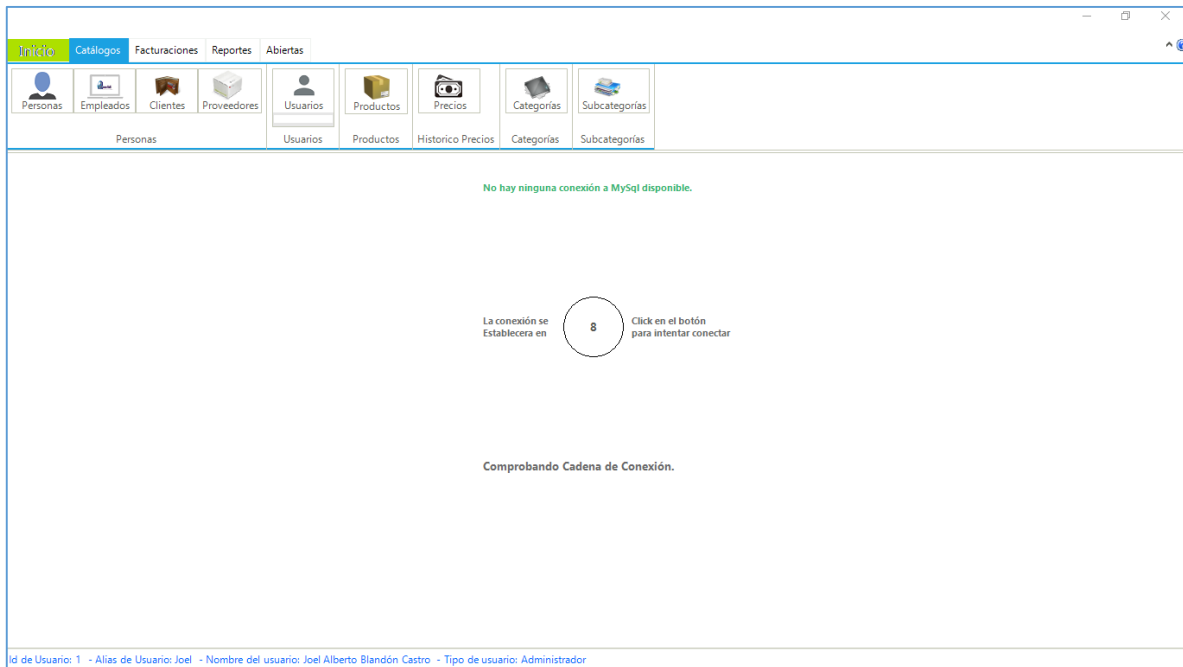 Inicio Catálogos Facturaciones Reportes Abiertas
Personas Empleados Clientes Proveedores Usuarios Productos Precios Categorías Subcategorías
Personas Usuarios Productos Historico Precios Categorías Subcategorías
No hay ninguna conexión a MySql disponible.
La conexión se
Establecera en
8
Click en el botón
para intentar conectar
Comprobando Cadena de Conexión.
Id de Usuario: 1 - Alias de Usuario: Joel - Nombre del usuario: Joel Alberto Blandón Castro - Tipo de usuario: Administrador